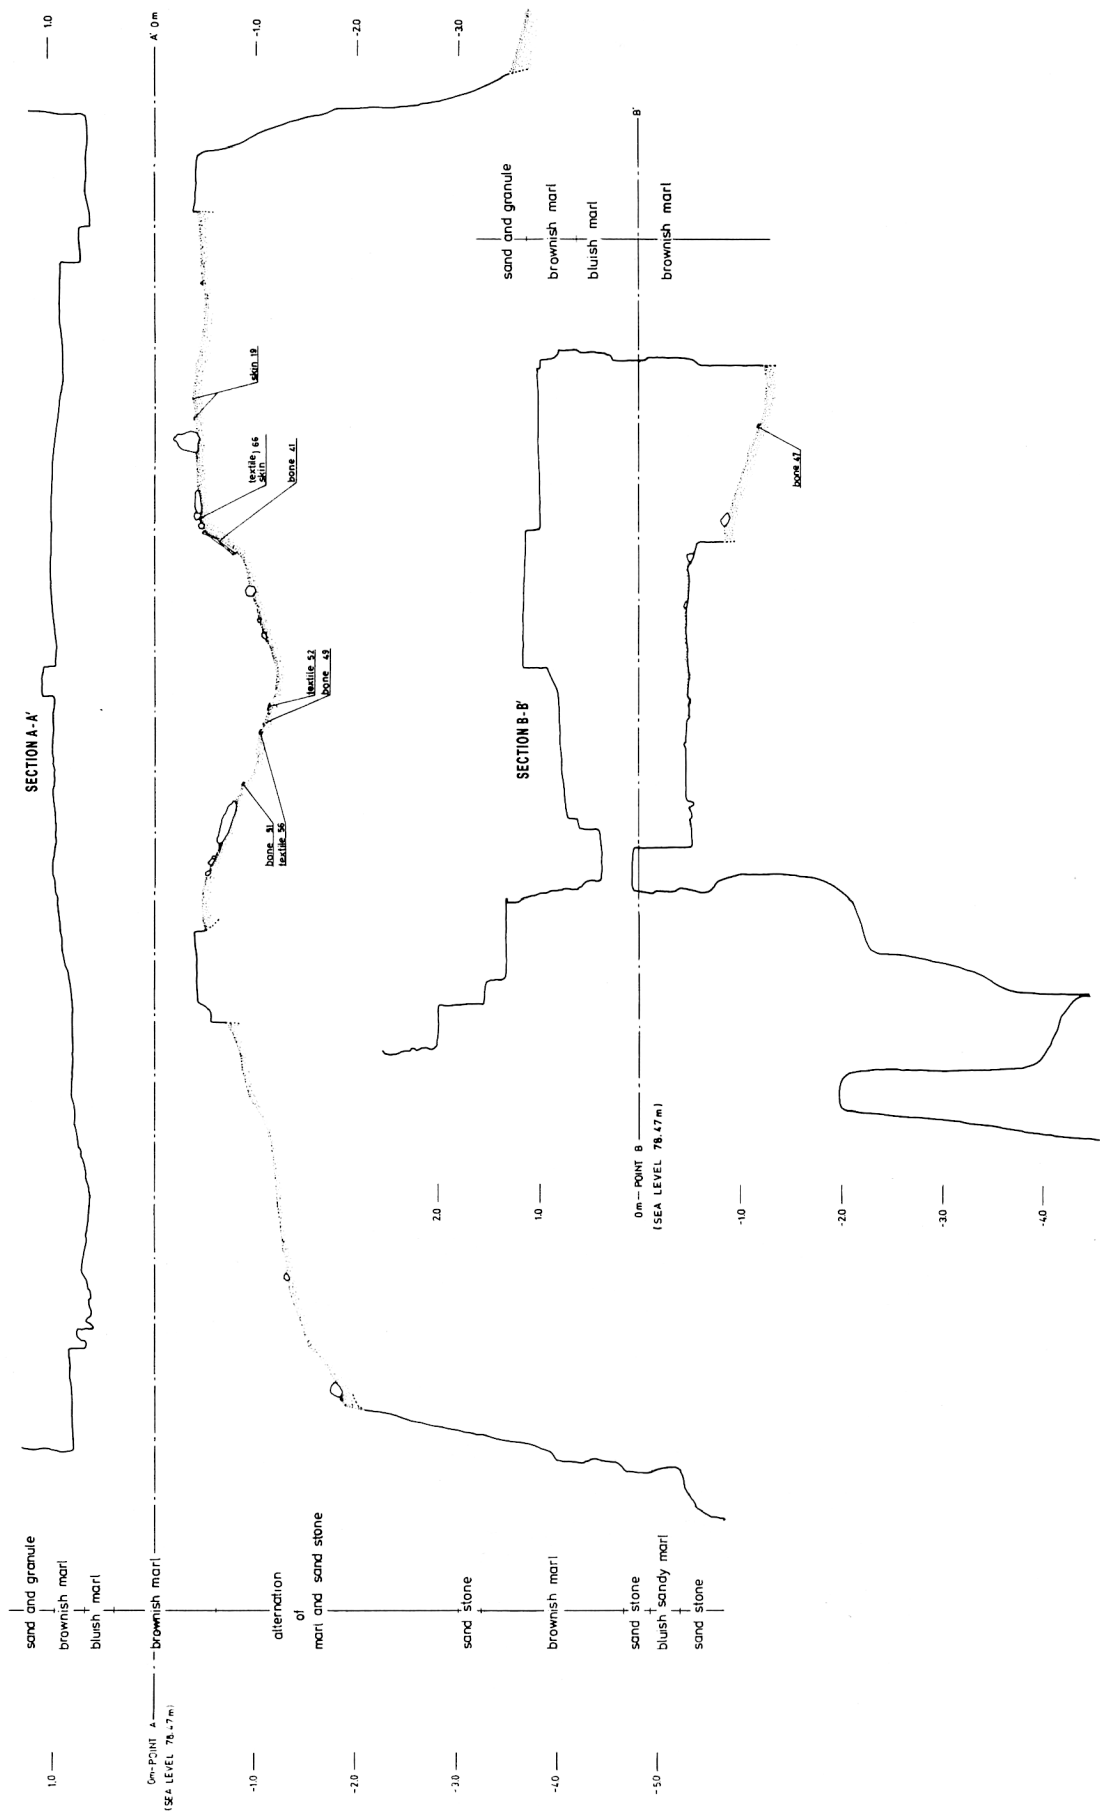 SECTION A-A'
1.0
0m-POINT A
(SEA LEVEL 78.47m)
-1.0
-2.0
-3.0
-4.0
-5.0
sand and granule
brownish marl
bluish marl
brownish marl
alternation
of
marl and sand stone
sand stone
brownish marl
sand stone
bluish sandy marl
sand stone
bone 51
textile 56
textile 52
bone 49
textile 66
skin
bone 41
skin 19
1.0
A' 0m
-1.0
-2.0
-3.0
SECTION B-B'
2.0
1.0
0m-POINT B
(SEA LEVEL 78.47m)
-1.0
-2.0
-3.0
-4.0
bone 47
sand and granule
brownish marl
bluish marl
brownish marl
B'